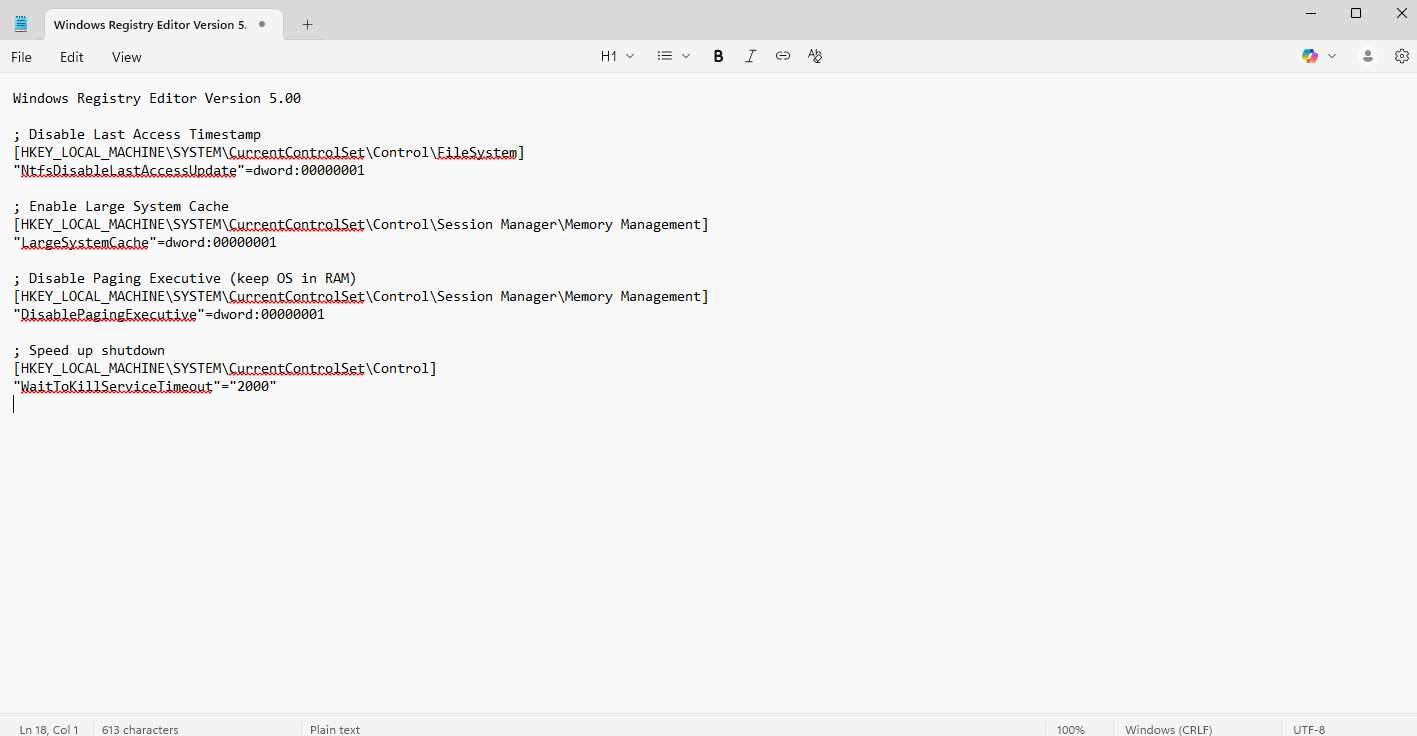 Windows Registry Editor Version 5.
File Edit View H1 B I
Windows Registry Editor Version 5.00
; Disable Last Access Timestamp
[HKEY_LOCAL_MACHINE\SYSTEM\CurrentControlSet\Control\FileSystem]
"NtfsDisableLastAccessUpdate"=dword:00000001
; Enable Large System Cache
[HKEY_LOCAL_MACHINE\SYSTEM\CurrentControlSet\Control\Session Manager\Memory Management]
"LargeSystemCache"=dword:00000001
; Disable Paging Executive (keep OS in RAM)
[HKEY_LOCAL_MACHINE\SYSTEM\CurrentControlSet\Control\Session Manager\Memory Management]
"DisablePagingExecutive"=dword:00000001
; Speed up shutdown
[HKEY_LOCAL_MACHINE\SYSTEM\CurrentControlSet\Control]
"WaitToKillServiceTimeout"="2000"
Ln 18, Col 1 613 characters Plain text 100% Windows (CRLF) UTF-8